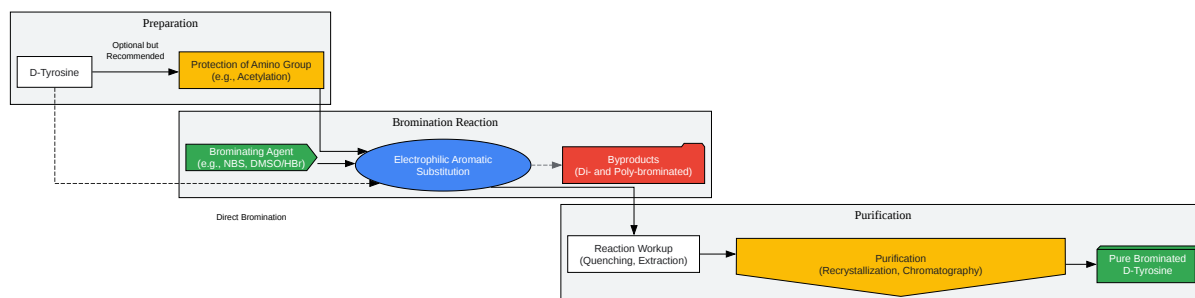 Preparation
D-Tyrosine
Optional but
Recommended
Protection of Amino Group
(e.g., Acetylation)
Bromination Reaction
Brominating Agent
(e.g., NBS, DMSO/HBr)
Electrophilic Aromatic
Substitution
Byproducts
(Di- and Poly-brominated)
Direct Bromination
Purification
Reaction Workup
(Quenching, Extraction)
Purification
(Recrystallization, Chromatography)
Pure Brominated
D-Tyrosine